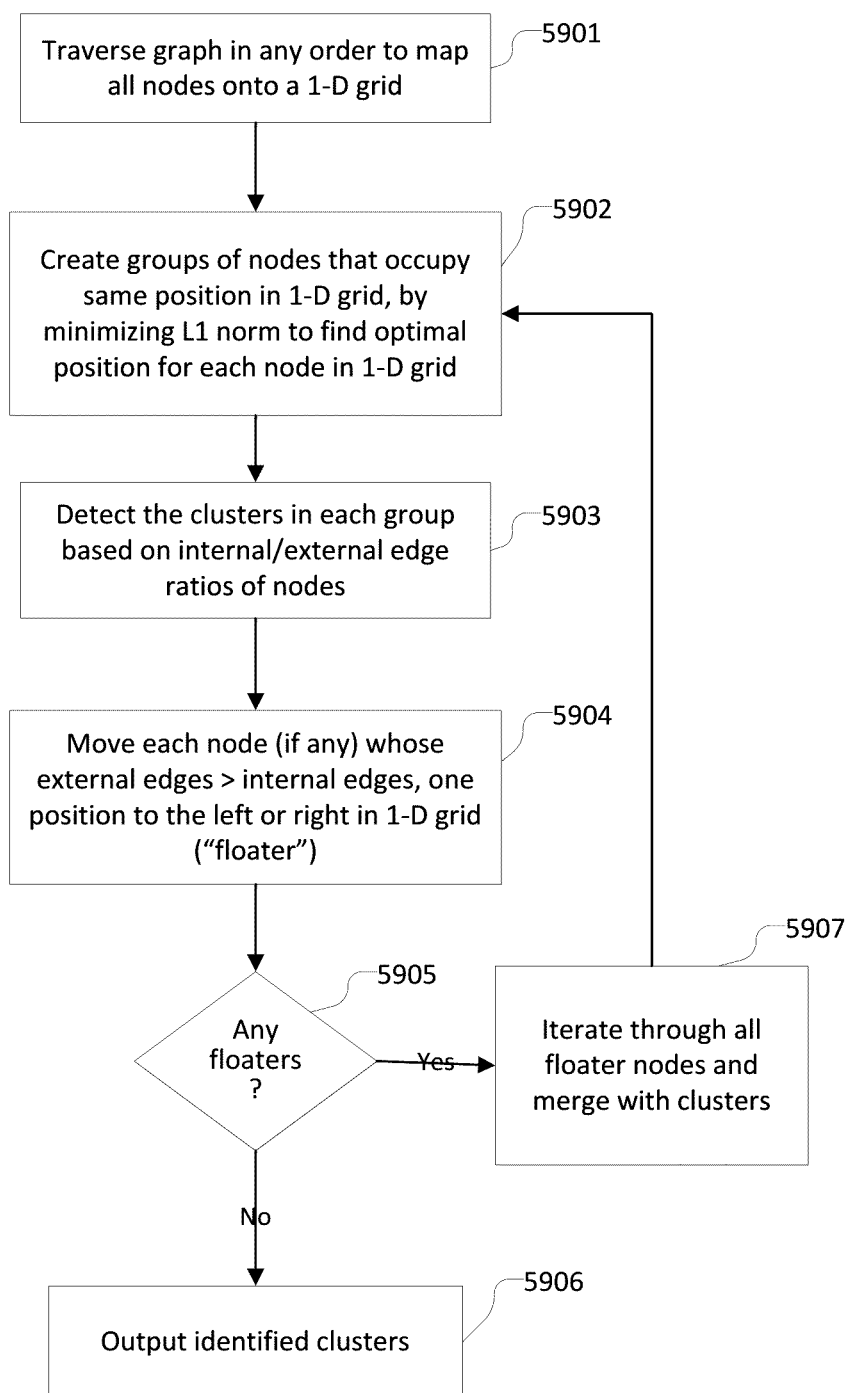 5901
Traverse graph in any order to map
all nodes onto a 1-D grid
5902
Create groups of nodes that occupy
same position in 1-D grid, by
minimizing L1 norm to find optimal
position for each node in 1-D grid
5903
Detect the clusters in each group
based on internal/external edge
ratios of nodes
5904
Move each node (if any) whose
external edges > internal edges, one
position to the left or right in 1-D grid
(“floater”)
5905
Any
floaters
?
Yes
5907
Iterate through all
floater nodes and
merge with clusters
No
5906
Output identified clusters